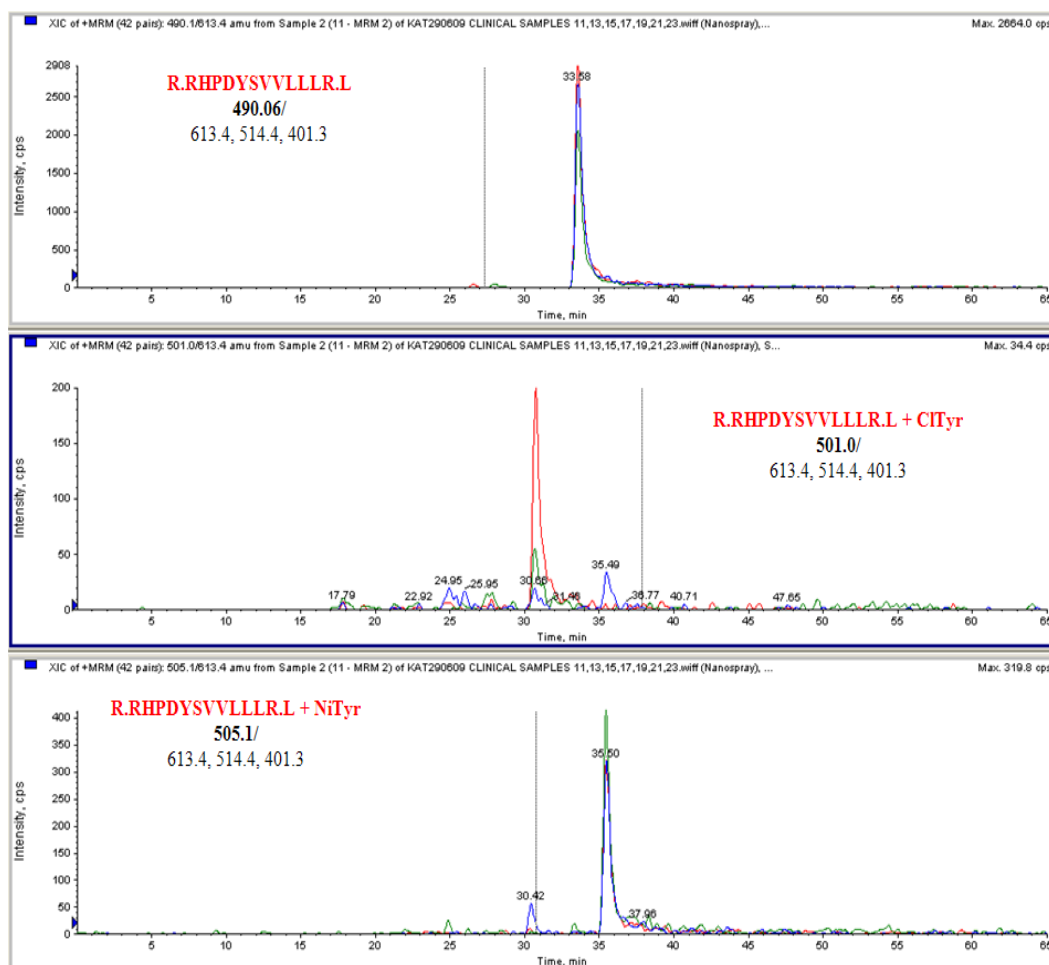 XIC of +MRM (42 pairs): 490.1/613.4 amu from Sample 2 (11 - MRM 2) of KAT290609 CLINICAL SAMPLES 11,13,15,17,19,21,23.wiff (Nanospray),... Max. 2664.0 cps
2908
2500
2000
1500
1000
500
0
Intensity, cps
33.58
R.RHPDYSVVLLLR.L
490.06/
613.4, 514.4, 401.3
5 10 15 20 25 30 35 40 45 50 55 60 65
Time, min
XIC of +MRM (42 pairs): 501.0/613.4 amu from Sample 2 (11 - MRM 2) of KAT290609 CLINICAL SAMPLES 11,13,15,17,19,21,23.wiff (Nanospray), S... Max. 34.4 cps
200
150
100
50
0
Intensity, cps
R.RHPDYSVVLLLR.L + ClTyr
501.0/
613.4, 514.4, 401.3
17.79 22.92 24.95 25.95 30.66 31.46 35.49 38.77 40.71 47.65
5 10 15 20 25 30 35 40 45 50 55 60 65
Time, min
XIC of +MRM (42 pairs): 505.1/613.4 amu from Sample 2 (11 - MRM 2) of KAT290609 CLINICAL SAMPLES 11,13,15,17,19,21,23.wiff (Nanospray), ... Max. 319.8 cps
400
350
300
250
200
150
100
50
0
Intensity, cps
R.RHPDYSVVLLLR.L + NiTyr
505.1/
613.4, 514.4, 401.3
30.42 35.50 37.96
5 10 15 20 25 30 35 40 45 50 55 60 65
Time, min